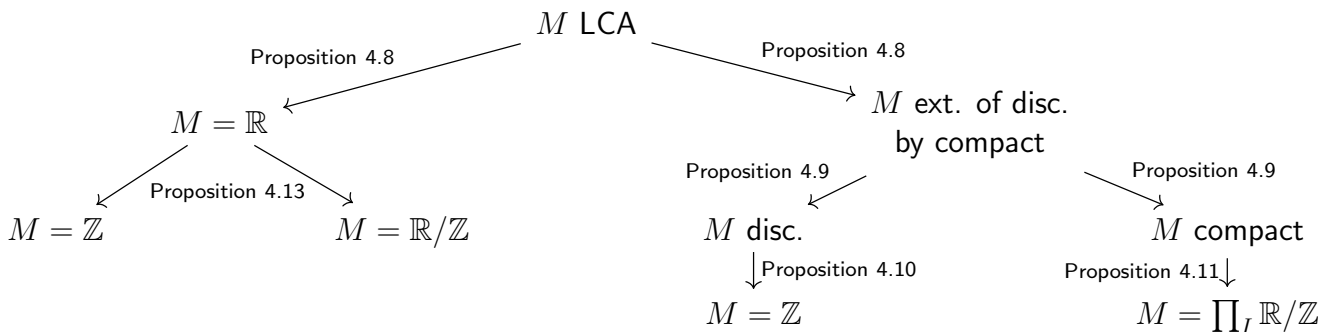 M LCA
Proposition 4.8
Proposition 4.8
M = ℝ
M ext. of disc.
by compact
Proposition 4.13
Proposition 4.9
Proposition 4.9
M = ℤ
M = ℝ/ℤ
M disc.
M compact
Proposition 4.10
Proposition 4.11
M = ℤ
M = ∏_I ℝ/ℤ